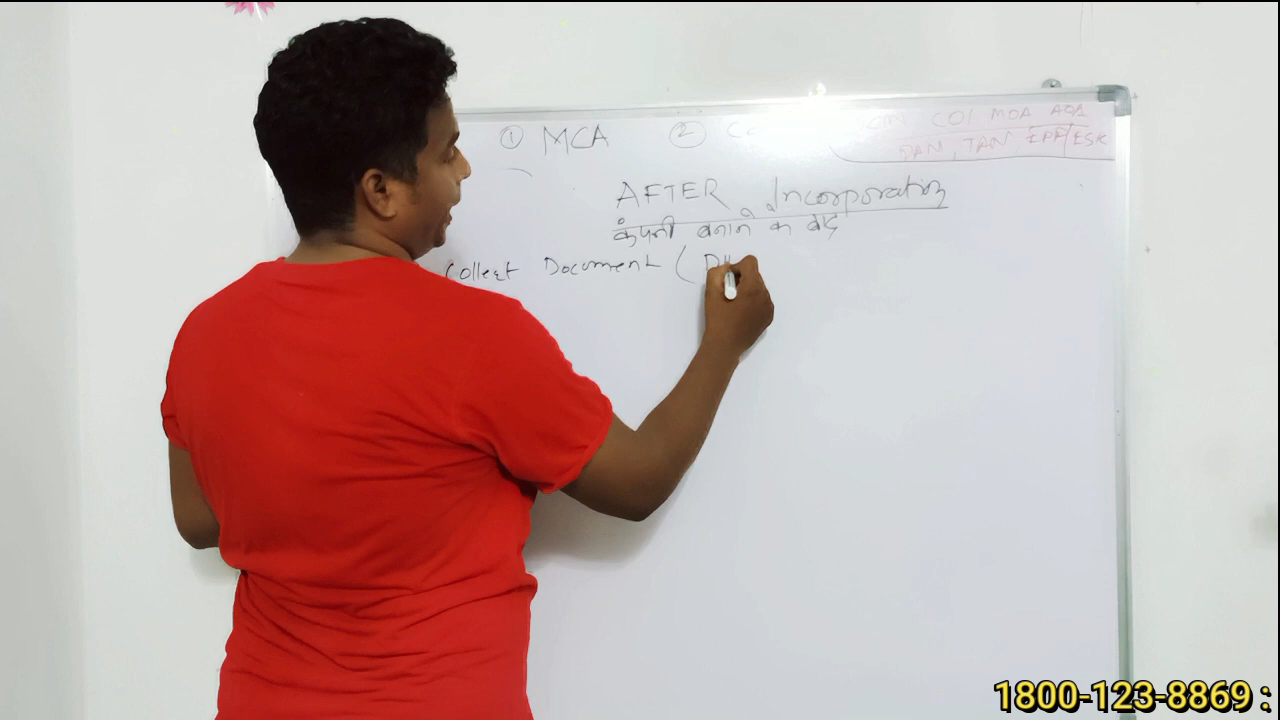 ① MCA ② CIN COI MOA AOA
PAN, TAN EPF/ESIC
AFTER Incorporation
कंपनी बनाने के बाद
Collect Document (
1800-123-8869 :